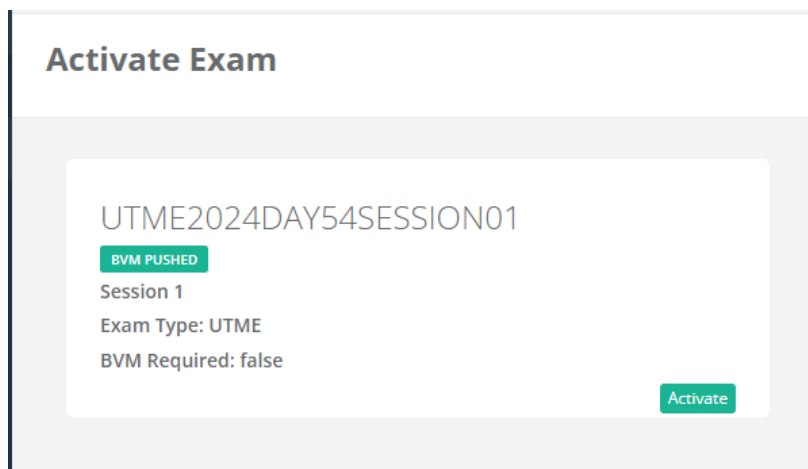 Activate Exam
UTME2024DAY54SESSION01
BVM PUSHED
Session 1
Exam Type: UTME
BVM Required: false
Activate